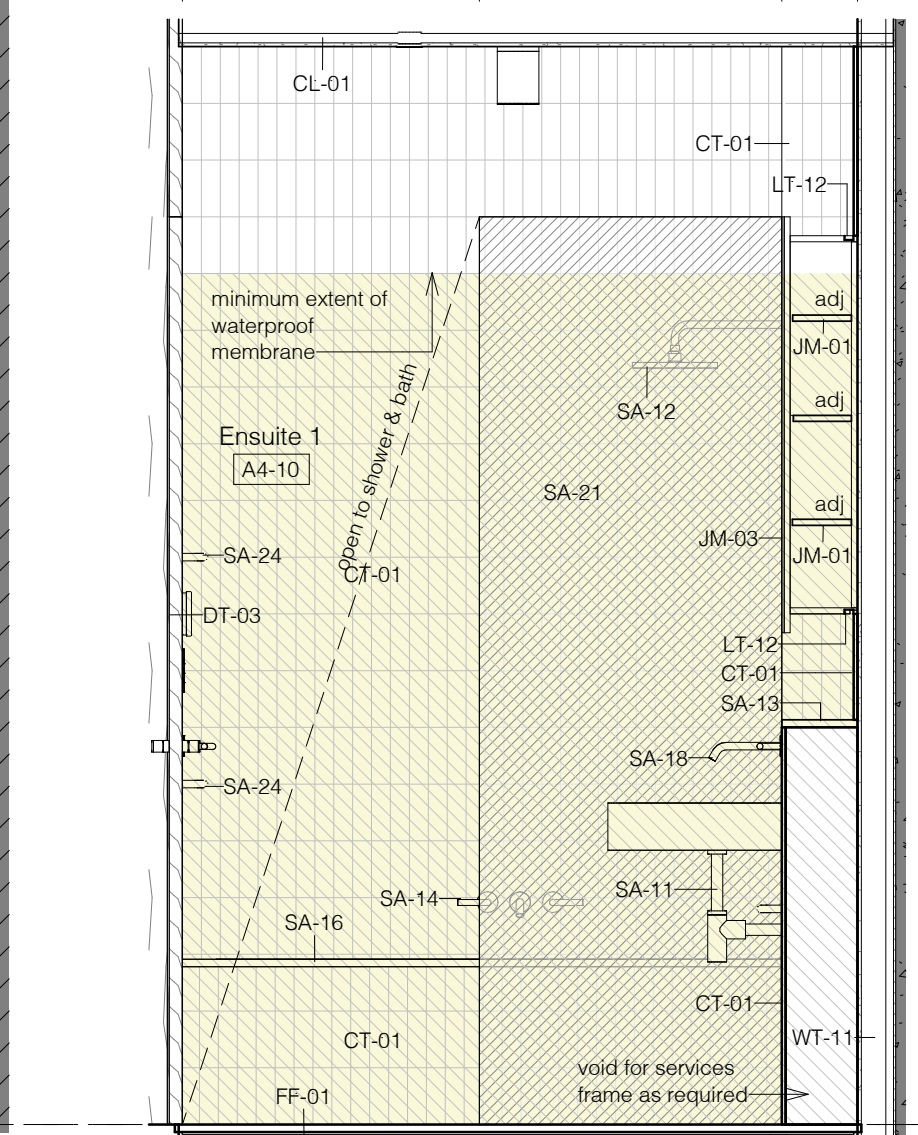 CL-01
CT-01
LT-12
minimum extent of
waterproof
membrane
adj
JM-01
open to shower & bath
adj
SA-12
Ensuite 1
A4-10
SA-21
adj
JM-03
JM-01
SA-24
CT-01
DT-03
LT-12
CT-01
SA-13
SA-18
SA-24
SA-11
SA-14
SA-16
CT-01
CT-01
WT-11
void for services
frame as required
FF-01